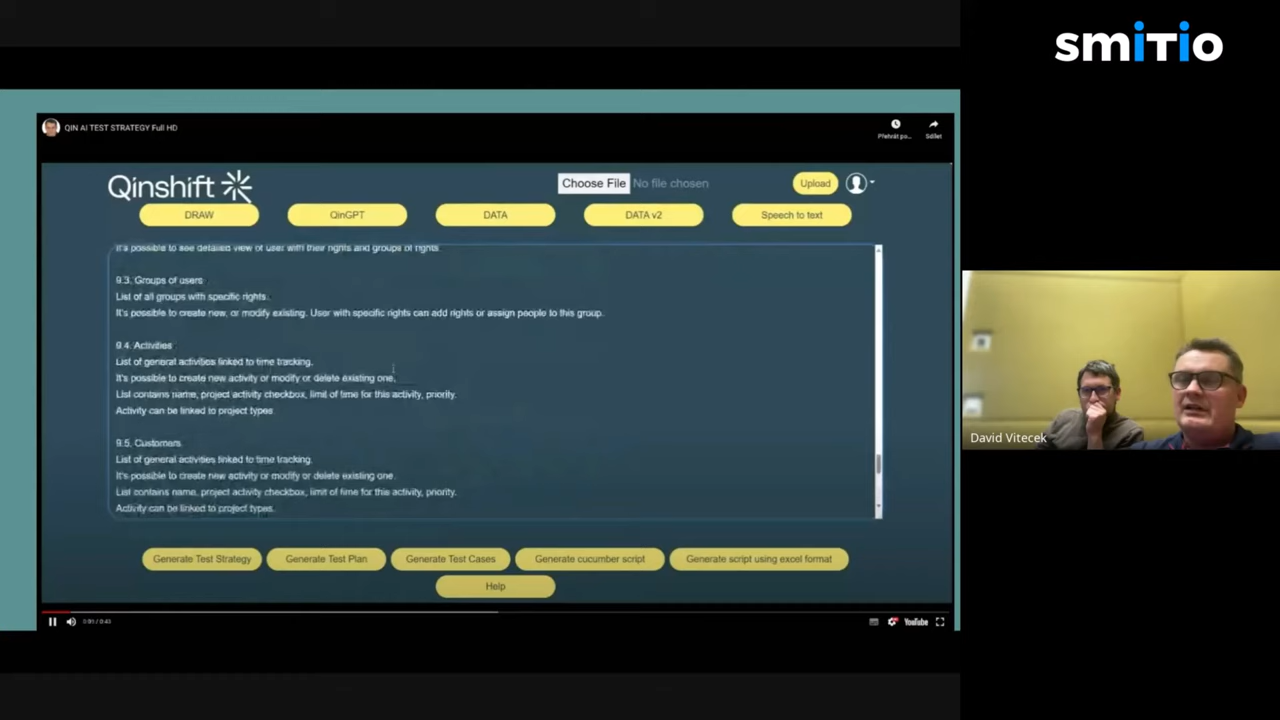 smiTio
QIN AI TEST STRATEGY Full HD
Přehrát po...
Sdílet
Qinshift
Choose File No file chosen
Upload
DRAW
QinGPT
DATA
DATA v2
Speech to text
It's possible to see detailed view of user with their rights and groups of rights.
9.3. Groups of users
List of all groups with specific rights.
It's possible to create new, or modify existing. User with specific rights can add rights or assign people to this group.
9.4. Activities
List of general activities linked to time tracking.
It's possible to create new activity or modify or delete existing one.
List contains name, project activity checkbox, limit of time for this activity, priority.
Activity can be linked to project types
9.5. Customers
List of general activities linked to time tracking.
It's possible to create new activity or modify or delete existing one.
List contains name, project activity checkbox, limit of time for this activity, priority.
Activity can be linked to project types.
Generate Test Strategy
Generate Test Plan
Generate Test Cases
Generate cucumber script
Generate script using excel format
Help
YouTube
David Vitecek